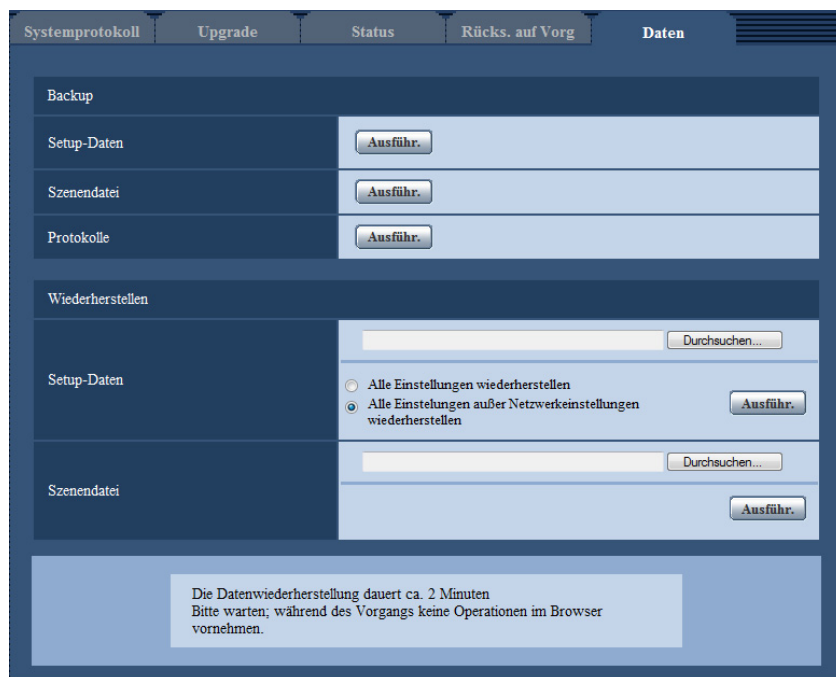 Systemprotokoll
Upgrade
Status
Rücks. auf Vorg
Daten
Backup
Setup-Daten
Ausführ.
Szenendatei
Ausführ.
Protokolle
Ausführ.
Wiederherstellen
Setup-Daten
Durchsuchen...
Alle Einstellungen wiederherstellen
Alle Einstelungen außer Netzwerkeinstellungen
wiederherstellen
Ausführ.
Szenendatei
Durchsuchen...
Ausführ.
Die Datenwiederherstellung dauert ca. 2 Minuten
Bitte warten; während des Vorgangs keine Operationen im Browser
vornehmen.